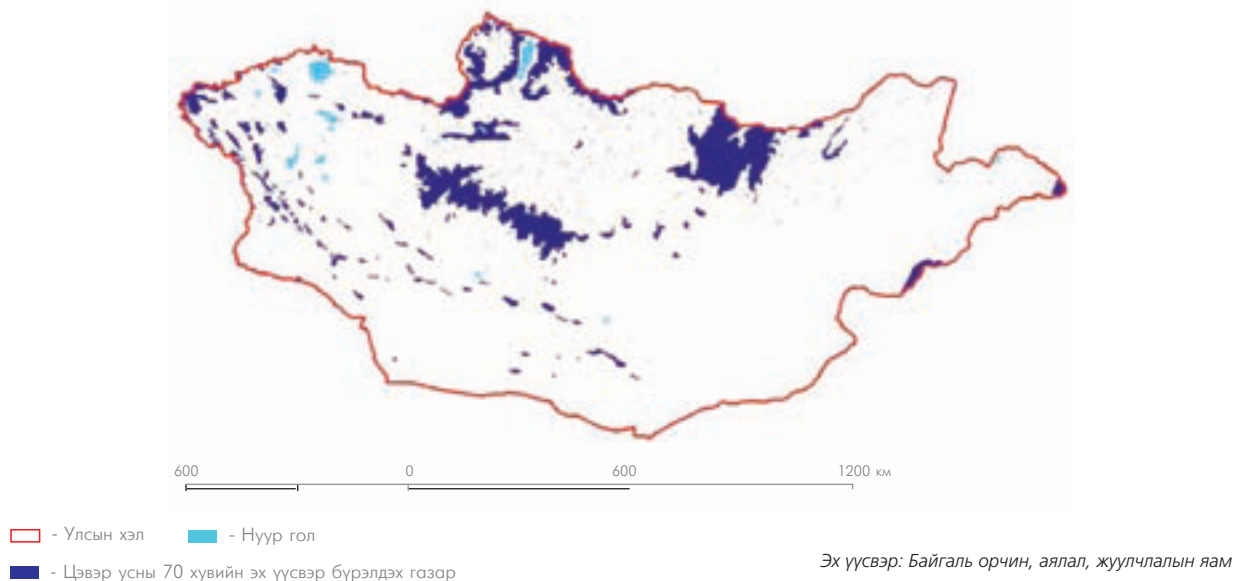 600 0 600 1200 км
- Улсын хэл - Нуур гол
- Цэвэр усны 70 хувийн эх үүсвэр бүрэлдэх газар
Эх үүсвэр: Байгаль орчин, аялал, жуулчлалын яам